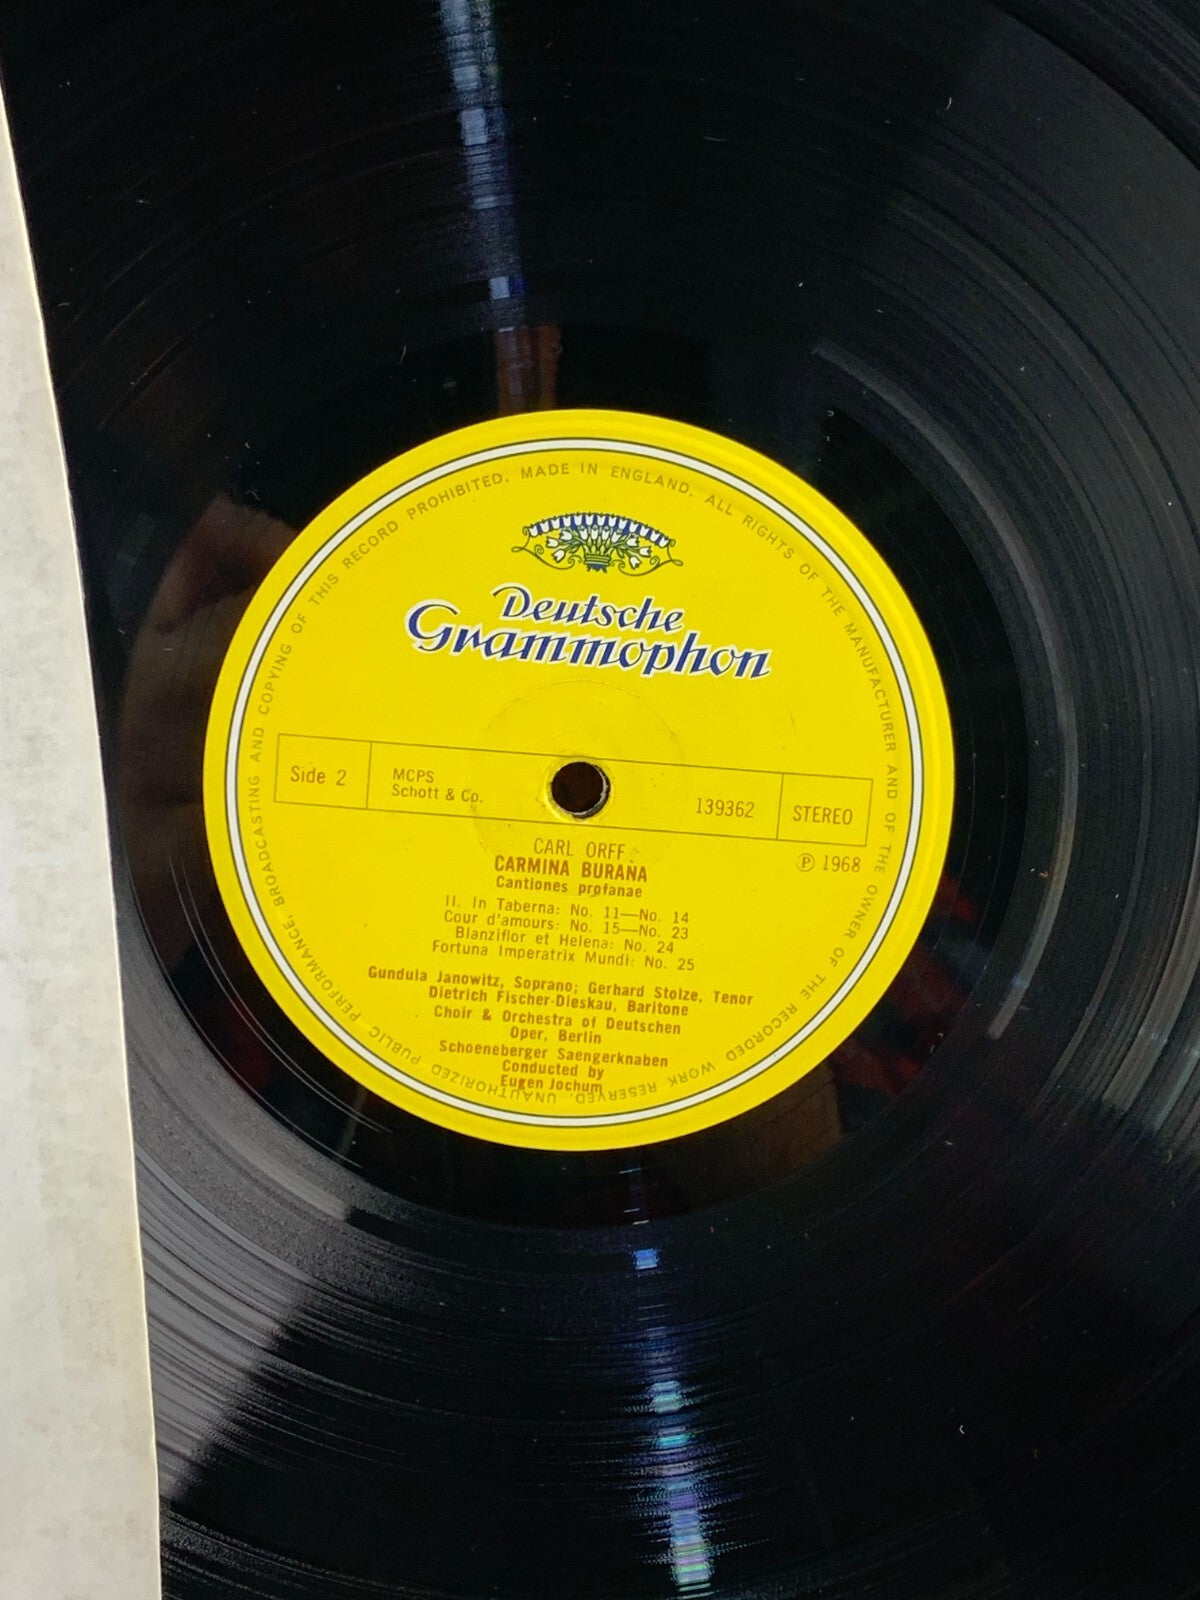 MADE IN ENGLAND. ALL RIGHTS OF THE MANUFACTURER AND OF THE OWNER OF THE RECORDED WORK RESERVED. UNAUTHORIZED PUBLIC PERFORMANCE, BROADCASTING AND COPYING OF THIS RECORD PROHIBITED.
Deutsche
Grammophon
Side 2
MCPS
Schott & Co.
139362
STEREO
℗ 1968
CARL ORFF
CARMINA BURANA
Cantiones profanae
II. In Taberna: No. 11—No. 14
Cour d'amours: No. 15—No. 23
Blanziflor et Helena: No. 24
Fortuna Imperatrix Mundi: No. 25
Gundula Janowitz, Soprano; Gerhard Stolze, Tenor
Dietrich Fischer-Dieskau, Baritone
Choir & Orchestra of Deutschen
Oper, Berlin
Schoeneberger Saengerknaben
Conducted by
Eugen Jochum